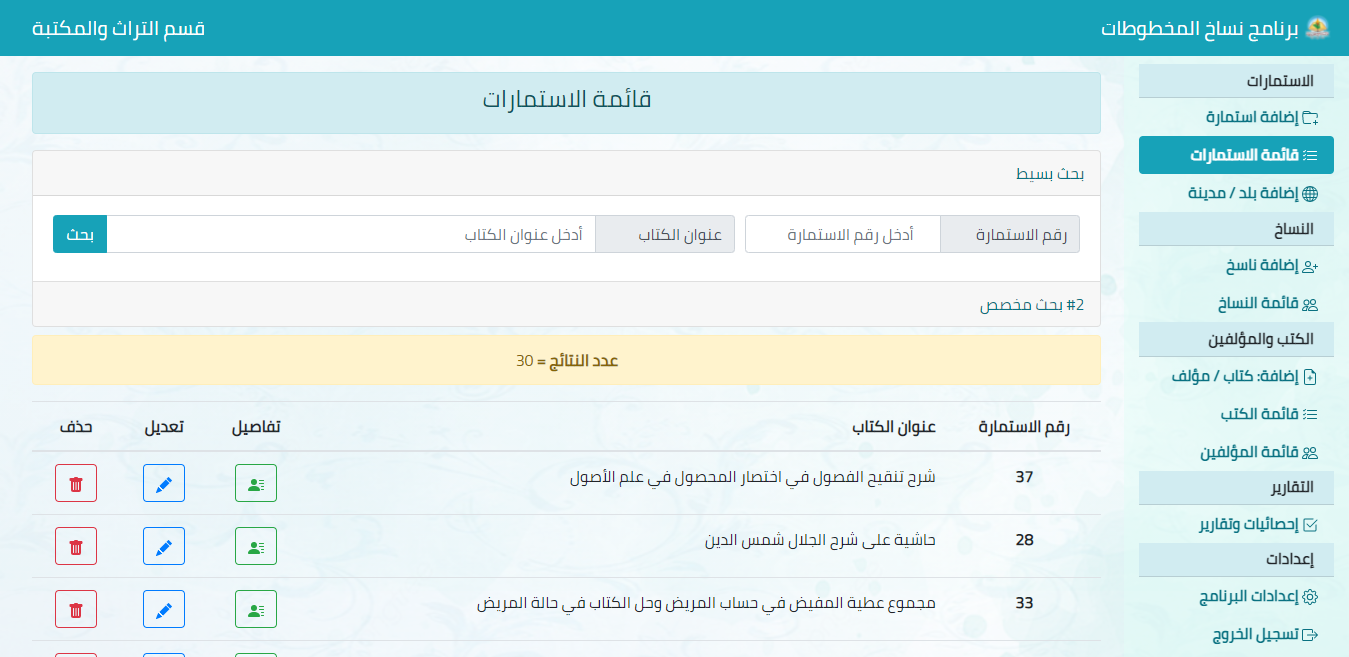 برنامج نساخ المخطوطات
قسم التراث والمكتبة
الاستمارات
إضافة استمارة
قائمة الاستمارات
إضافة بلد / مدينة
النساخ
إضافة ناسخ
قائمة النساخ
الكتب والمؤلفين
إضافة: كتاب / مؤلف
قائمة الكتب
قائمة المؤلفين
التقارير
إحصائيات وتقارير
إعدادات
إعدادات البرنامج
تسجيل الخروج
قائمة الاستمارات
بحث بسيط
رقم الاستمارة أدخل رقم الاستمارة عنوان الكتاب أدخل عنوان الكتاب بحث
#2 بحث مخصص
عدد النتائج = 30
رقم الاستمارة عنوان الكتاب تفاصيل تعديل حذف
37 شرح تنقيح الفصول في اختصار المحصول في علم الأصول
28 حاشية على شرح الجلال شمس الدين
33 مجموع عطية المفيض في حساب المريض وحل الكتاب في حالة المريض